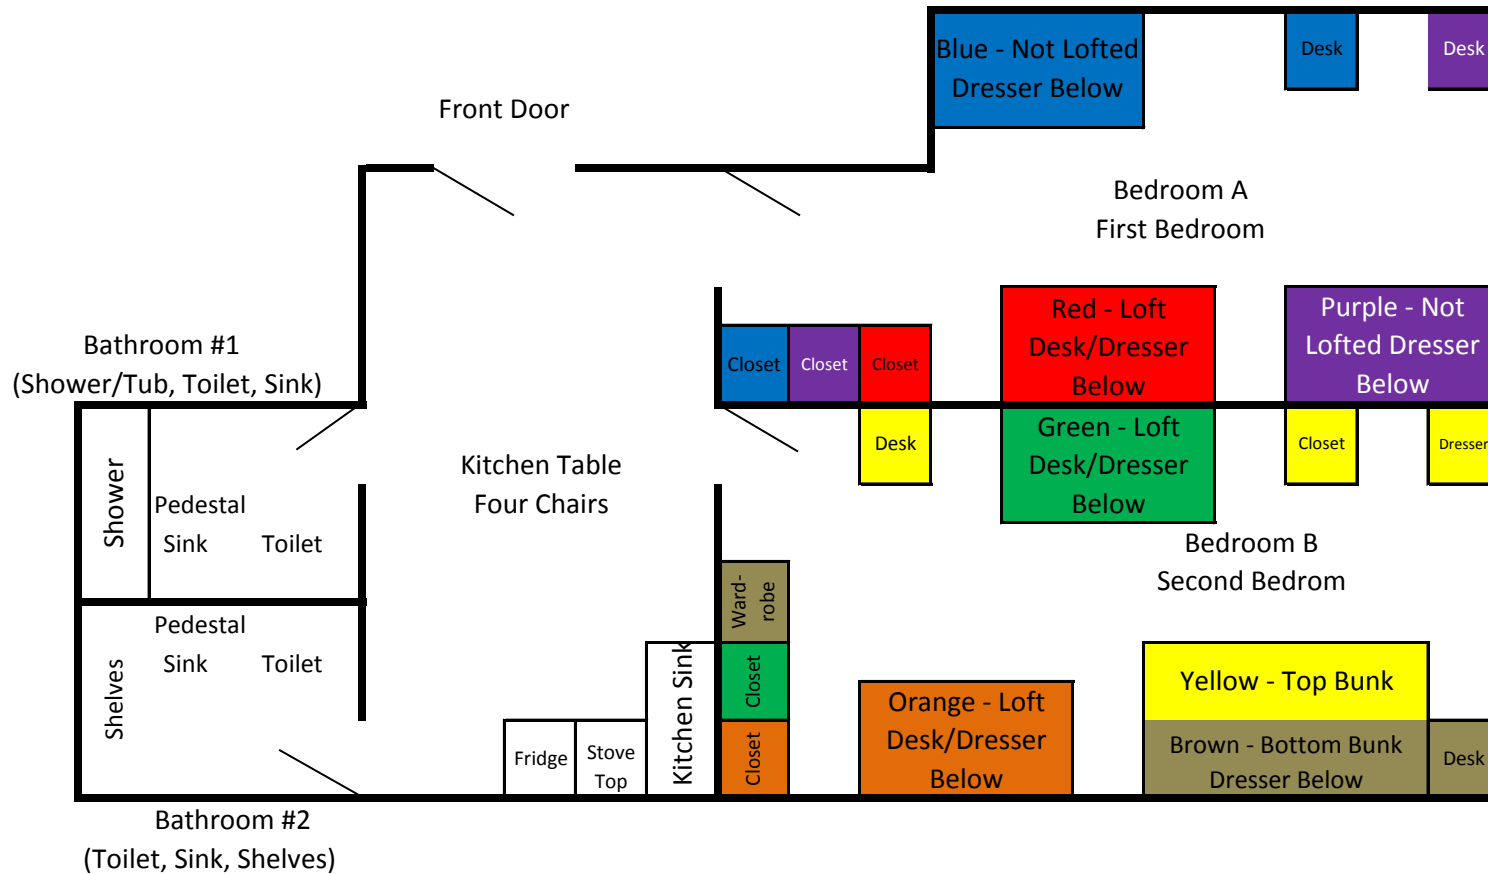 Blue - Not Lofted
Dresser Below
Desk
Desk
Front Door
Bedroom A
First Bedroom
Red - Loft
Desk/Dresser
Below
Purple - Not
Lofted Dresser
Below
Closet
Closet
Closet
Bathroom #1
(Shower/Tub, Toilet, Sink)
Desk
Green - Loft
Desk/Dresser
Below
Closet
Dresser
Kitchen Table
Four Chairs
Shower
Pedestal
Sink
Toilet
Bedroom B
Second Bedrom
Ward-
robe
Pedestal
Sink
Toilet
Shelves
Kitchen Sink
Closet
Yellow - Top Bunk
Orange - Loft
Desk/Dresser
Below
Fridge
Stove
Top
Closet
Brown - Bottom Bunk
Dresser Below
Desk
Bathroom #2
(Toilet, Sink, Shelves)